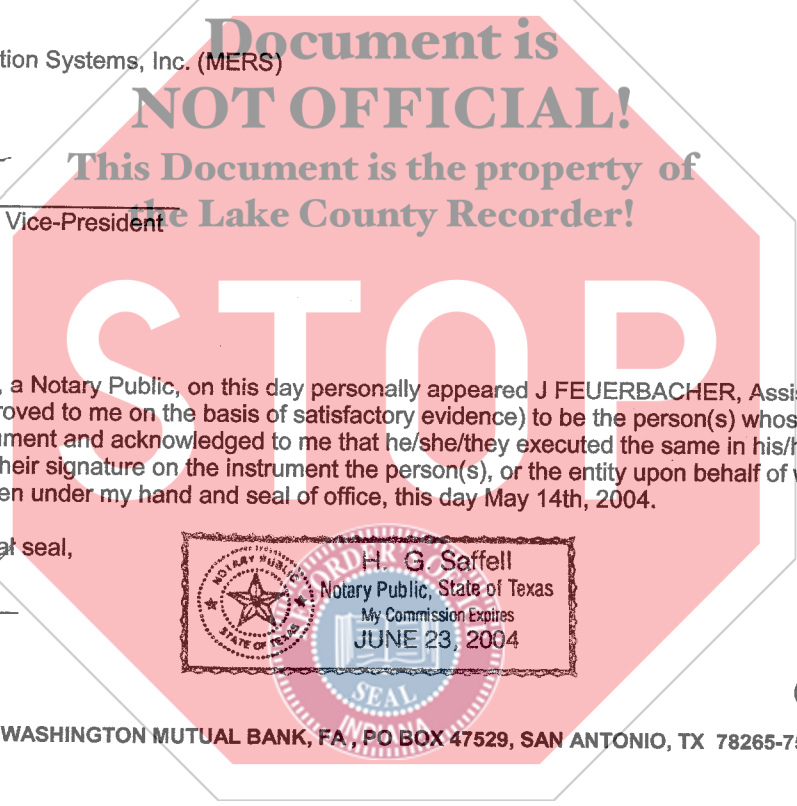 Document is
NOT OFFICIAL!
This Document is the property of
the Lake County Recorder!
tion Systems, Inc. (MERS)
Vice-President
STOP
, a Notary Public, on this day personally appeared J FEUERBACHER, Assi
roved to me on the basis of satisfactory evidence) to be the person(s) whos
ument and acknowledged to me that he/she/they executed the same in his/h
heir signature on the instrument the person(s), or the entity upon behalf of w
en under my hand and seal of office, this day May 14th, 2004.
al seal,
NOTARY PUBLIC
STATE OF TEXAS
H. G. Saffell
Notary Public, State of Texas
My Commission Expires
JUNE 23, 2004
SEAL
INDIANA
WASHINGTON MUTUAL BANK, FA, PO BOX 47529, SAN ANTONIO, TX 78265-75